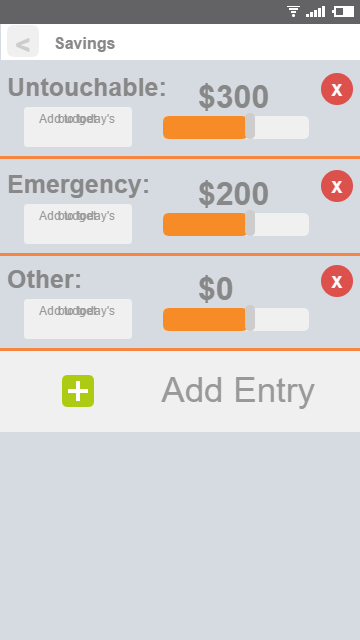 <
Savings
Untouchable:
$300
X
Add to today's
budget
Emergency:
$200
X
Add to today's
budget
Other:
$0
X
Add to today's
budget
+
Add Entry